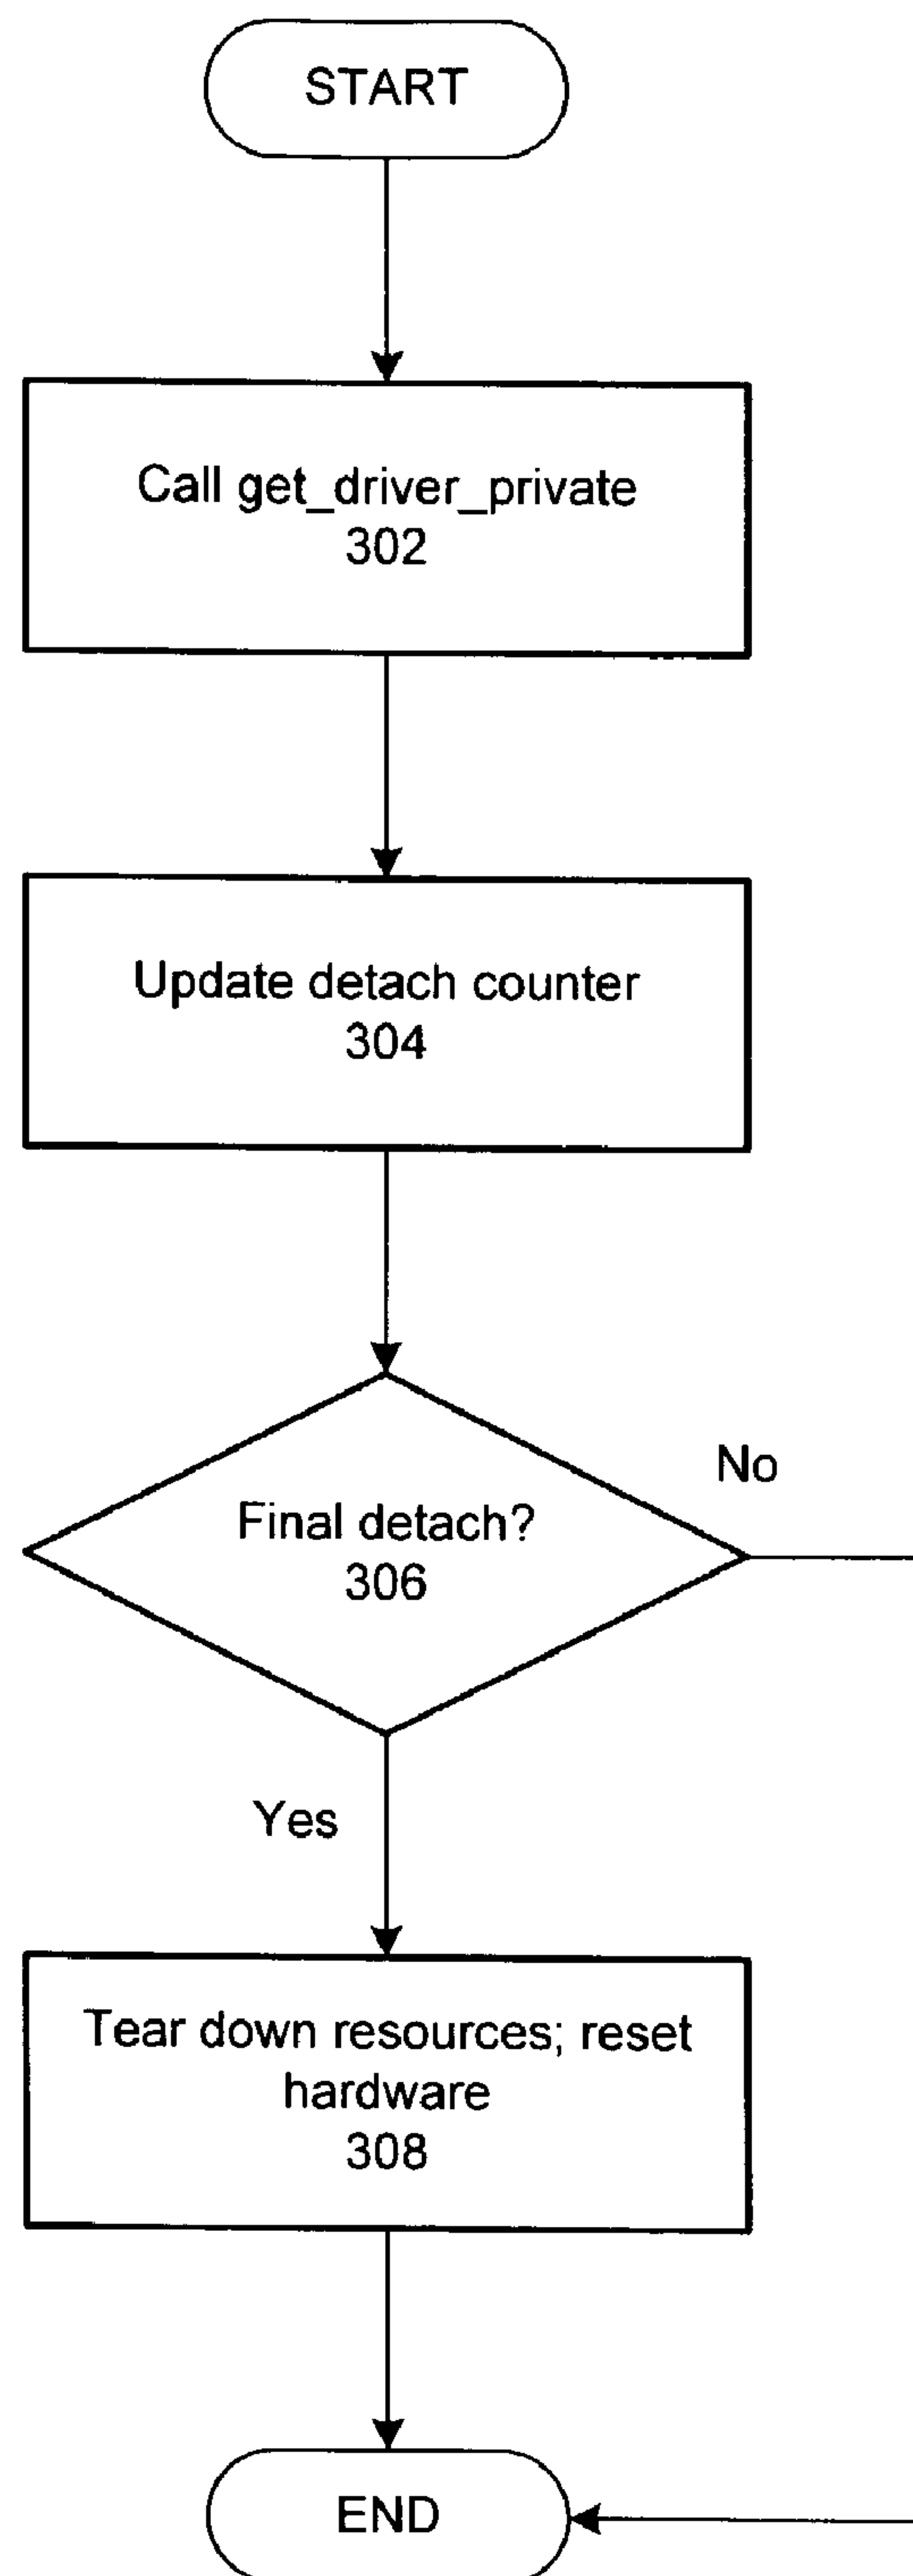 START
Call get_driver_private
302
Update detach counter
304
Final detach?
306
No
Yes
Tear down resources; reset
hardware
308
END